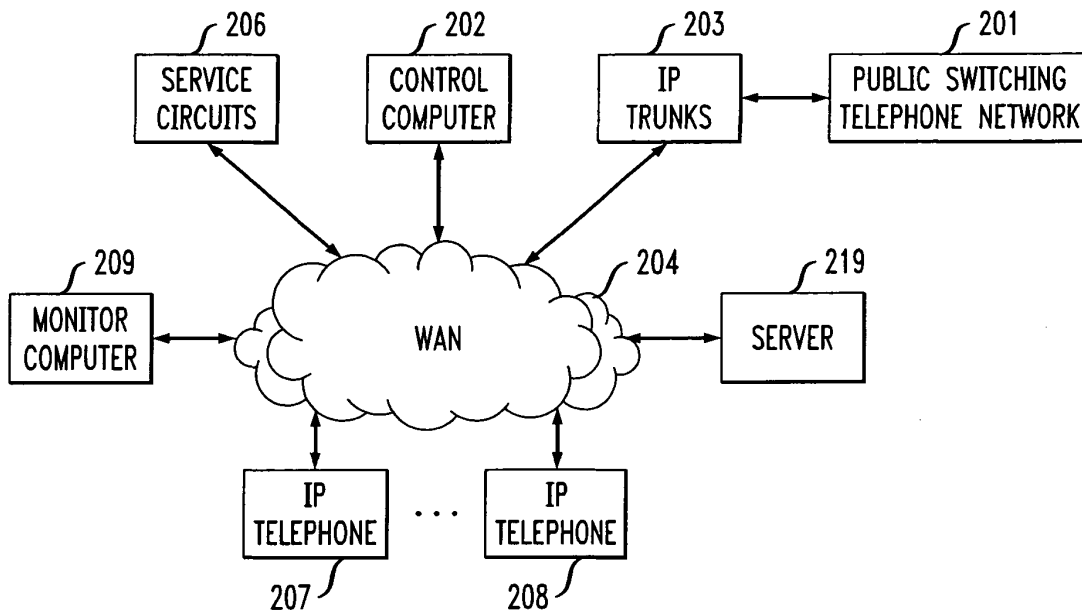 206
202
203
201
SERVICE
CIRCUITS
CONTROL
COMPUTER
IP
TRUNKS
PUBLIC SWITCHING
TELEPHONE NETWORK
209
204
219
MONITOR
COMPUTER
WAN
SERVER
IP
TELEPHONE
...
IP
TELEPHONE
207
208